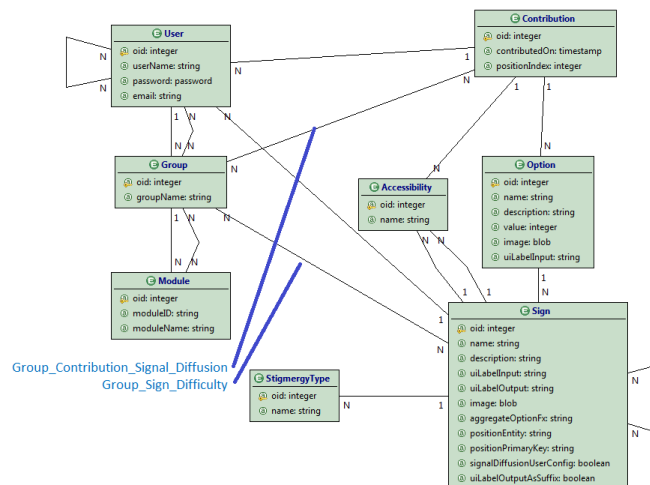 User
oid: integer
userName: string
password: password
email: string
Contribution
oid: integer
contributedOn: timestamp
positionIndex: integer
N
N
N
1
N
1
1
N
1
N
N
N
N
N
N
Group
oid: integer
groupName: string
Accessibility
oid: integer
name: string
Option
oid: integer
name: string
description: string
value: integer
image: blob
uiLabelInput: string
1
N
N
N
N
N
N
N
Module
oid: integer
moduleID: string
moduleName: string
1
1
1
N
Sign
oid: integer
name: string
description: string
uiLabelInput: string
uiLabelOutput: string
image: blob
aggregateOptionFx: string
positionEntity: string
positionPrimaryKey: string
signalDiffusionUserConfig: boolean
uiLabelOutputAsSuffix: boolean
1
N
N
N
Group_Contribution_Signal_Diffusion
Group_Sign_Difficulty
StigmergyType
oid: integer
name: string
N
1